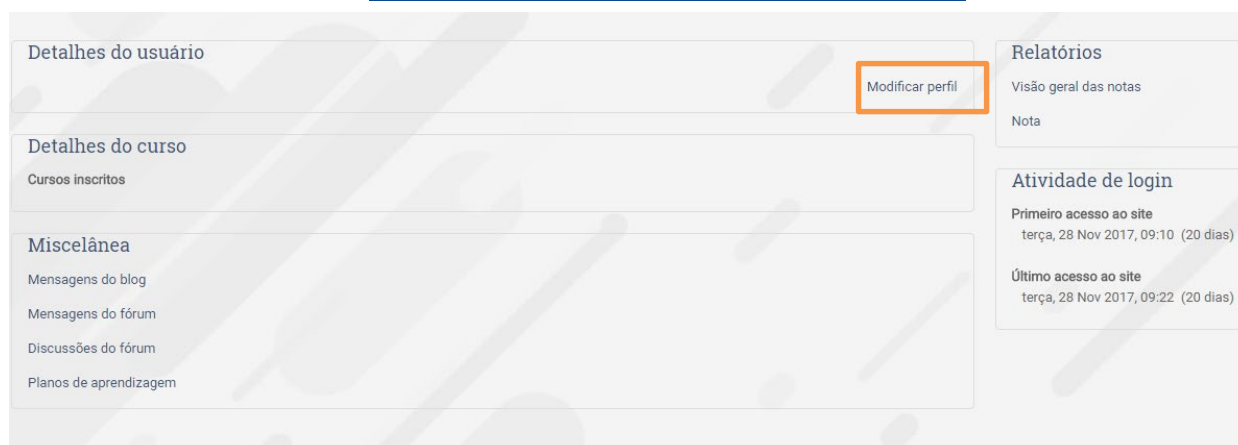 Detalhes do usuário
Modificar perfil
Detalhes do curso
Cursos inscritos
Miscelânea
Mensagens do blog
Mensagens do fórum
Discussões do fórum
Planos de aprendizagem
Relatórios
Visão geral das notas
Nota
Atividade de login
Primeiro acesso ao site
terça, 28 Nov 2017, 09:10 (20 dias)
Último acesso ao site
terça, 28 Nov 2017, 09:22 (20 dias)